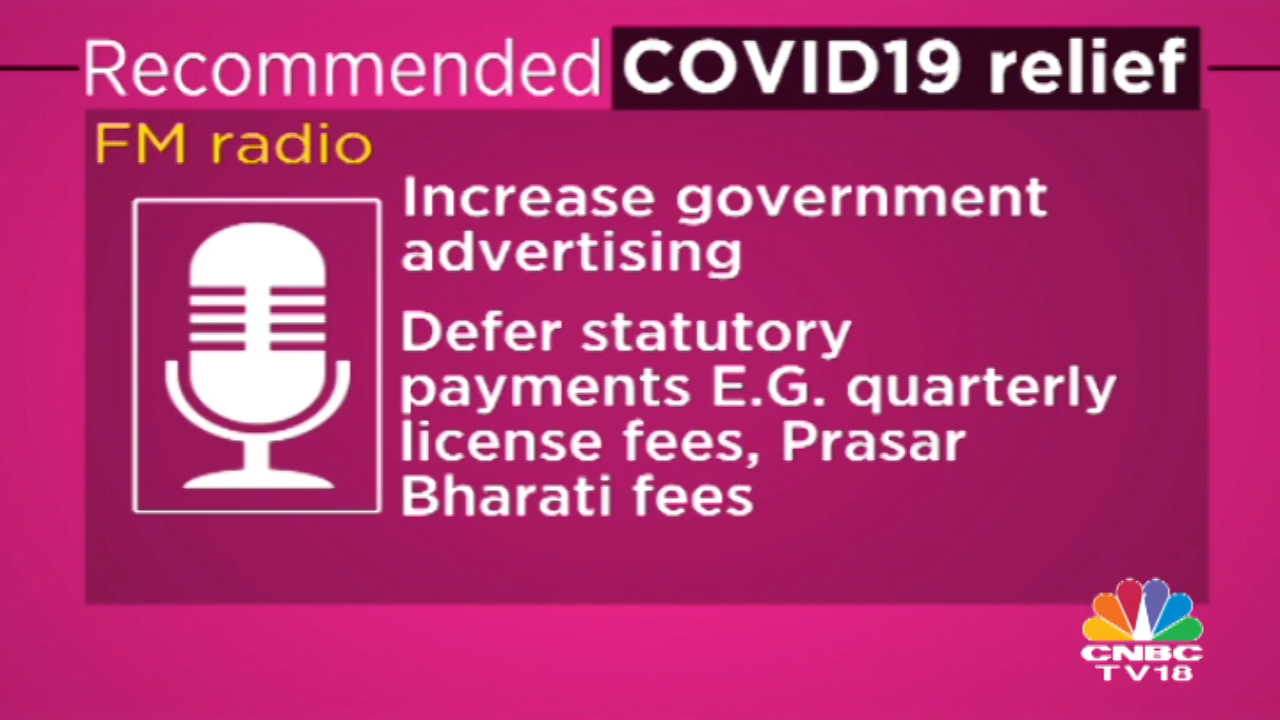 Recommended COVID19 relief
FM radio
Increase government
advertising
Defer statutory
payments E.G. quarterly
license fees, Prasar
Bharati fees
CNBC
TV18